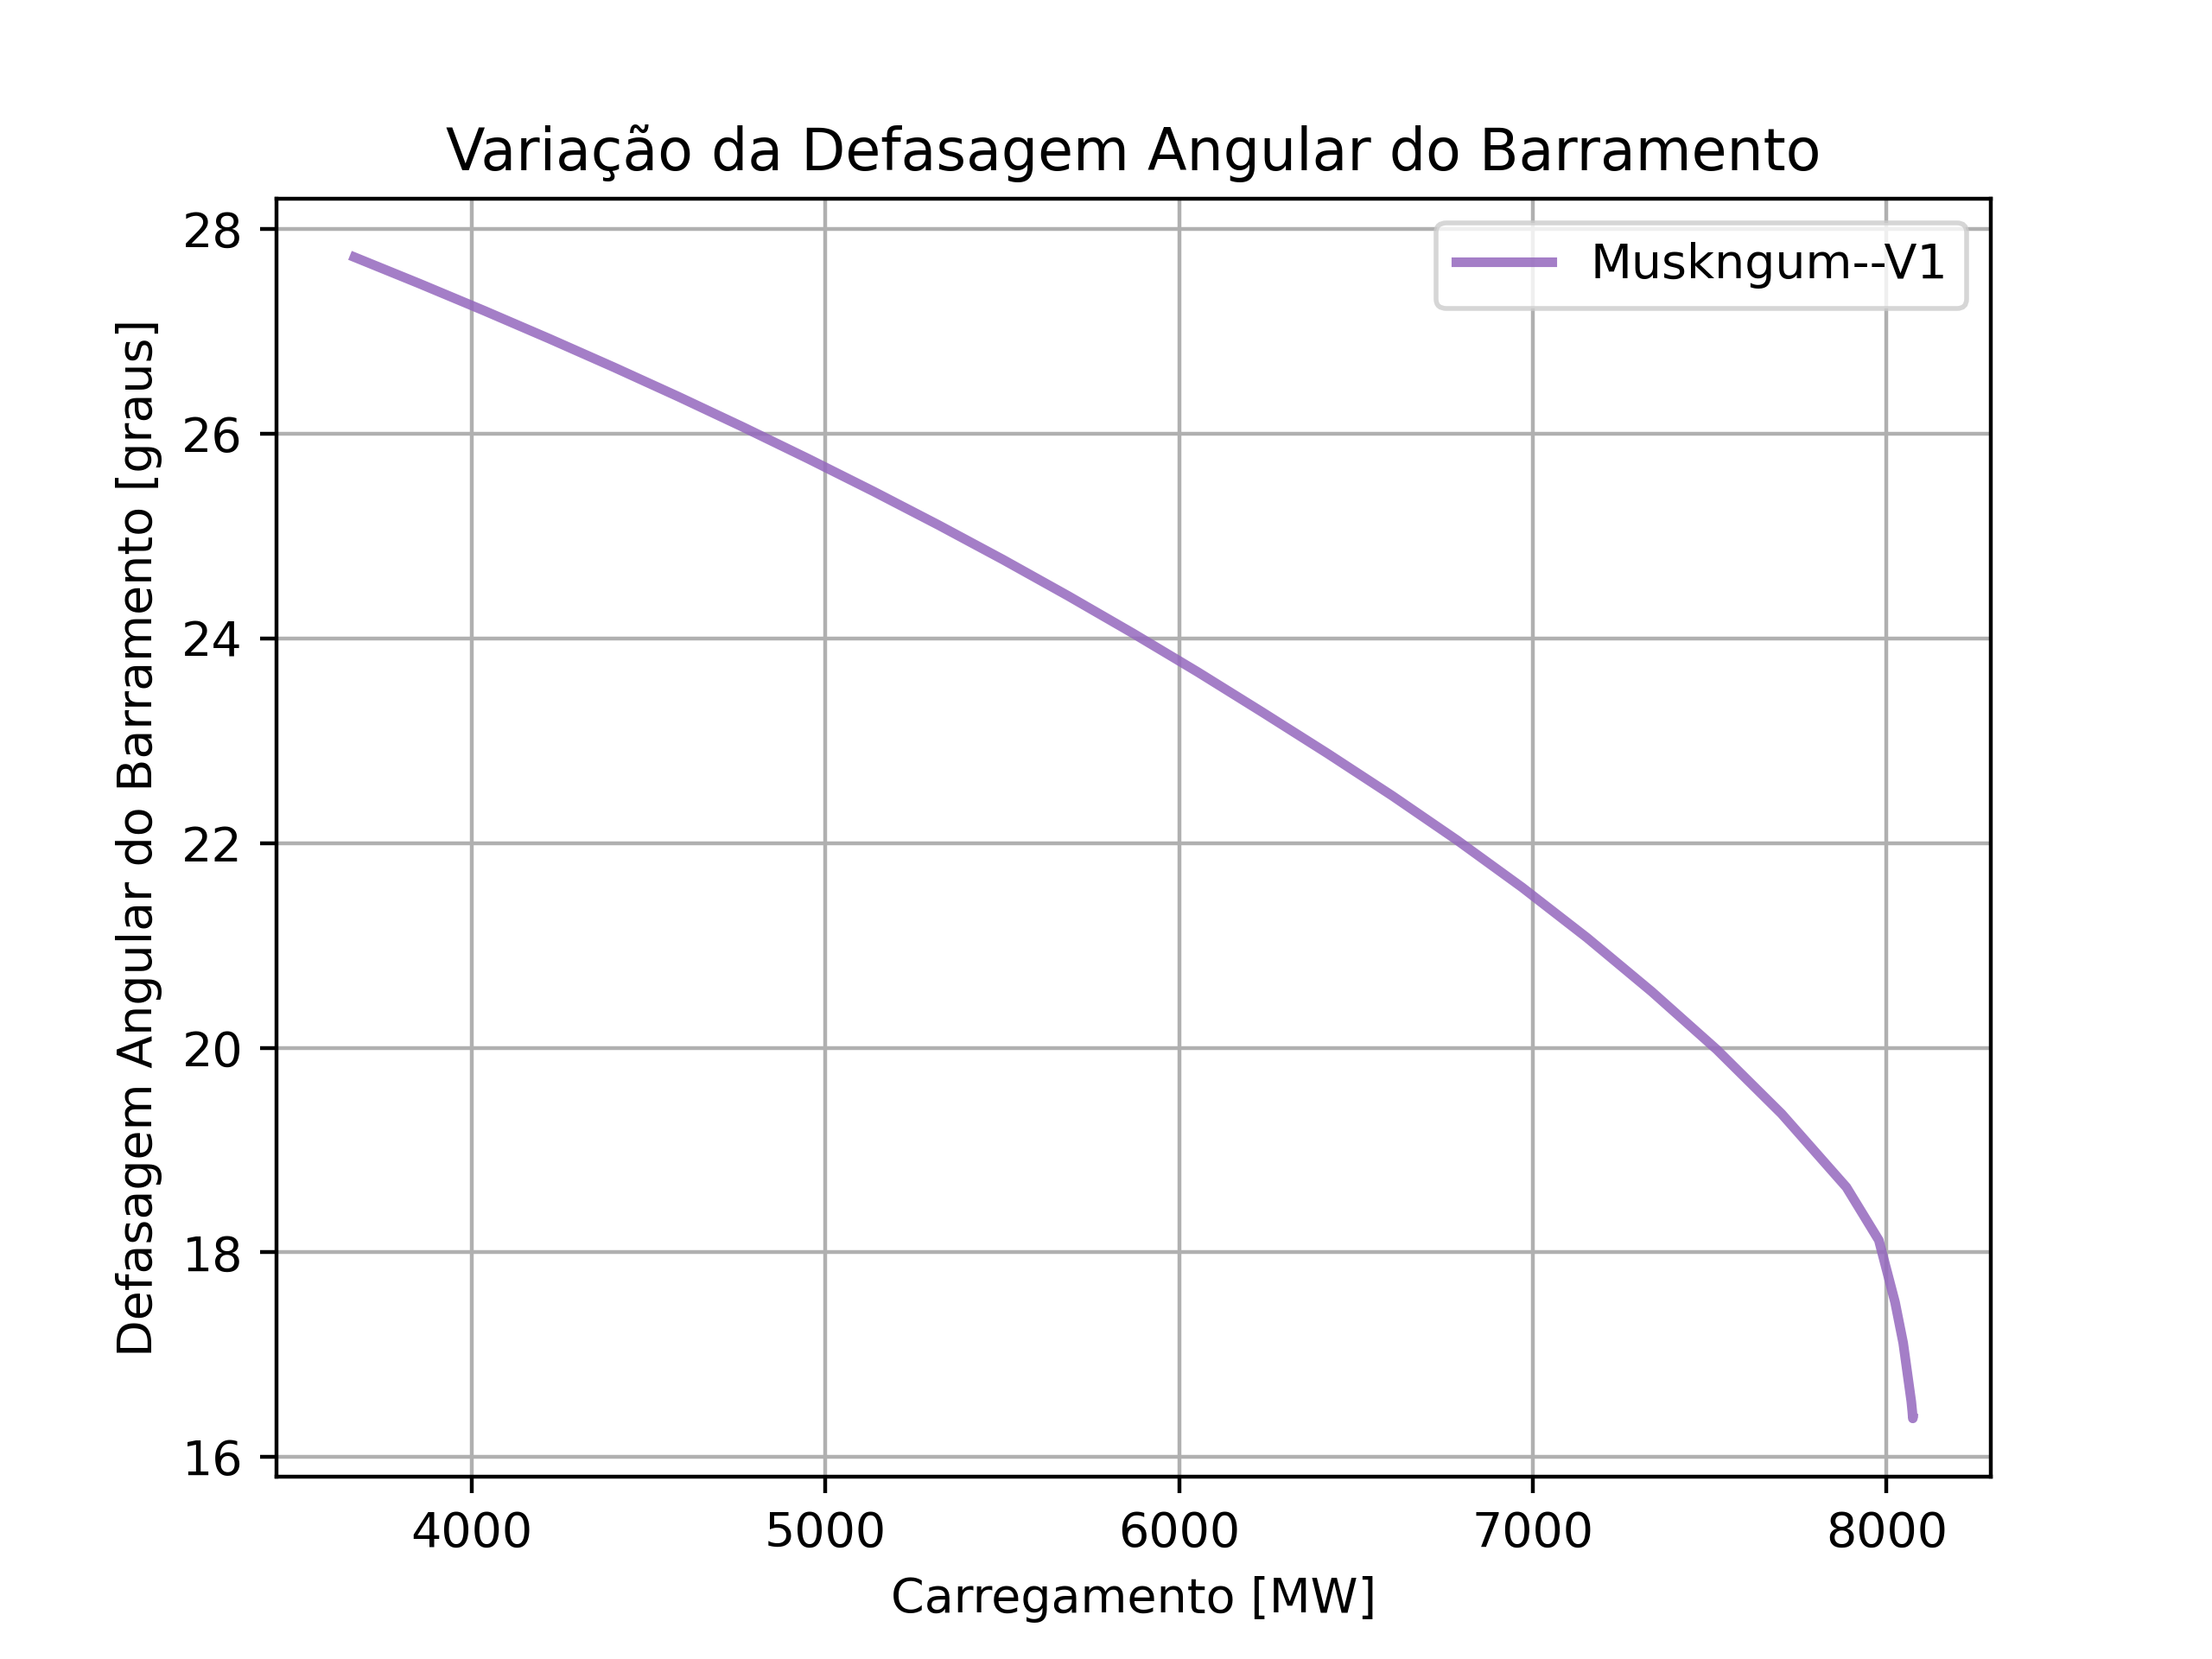 Variação da Defasagem Angular do Barramento
Muskngum--V1
Defasagem Angular do Barramento [graus]
28
26
24
22
20
18
16
4000 5000 6000 7000 8000
Carregamento [MW]